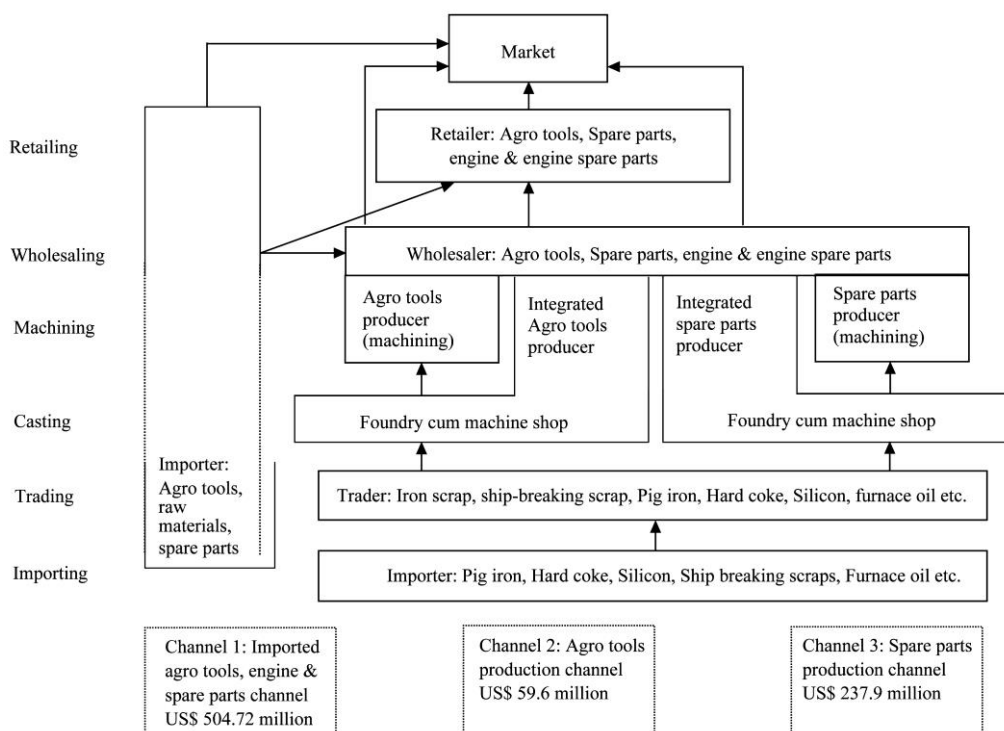 Market
Retailing
Retailer: Agro tools, Spare parts,
engine & engine spare parts
Wholesaling
Wholesaler: Agro tools, Spare parts, engine & engine spare parts
Machining
Agro tools
producer
(machining)
Integrated
Agro tools
producer
Integrated
spare parts
producer
Spare parts
producer
(machining)
Casting
Foundry cum machine shop
Foundry cum machine shop
Importer:
Agro tools,
raw
materials,
spare parts
Trading
Trader: Iron scrap, ship-breaking scrap, Pig iron, Hard coke, Silicon, furnace oil etc.
Importing
Importer: Pig iron, Hard coke, Silicon, Ship breaking scraps, Furnace oil etc.
Channel 1: Imported
agro tools, engine &
spare parts channel
US$ 504.72 million
Channel 2: Agro tools
production channel
US$ 59.6 million
Channel 3: Spare parts
production channel
US$ 237.9 million